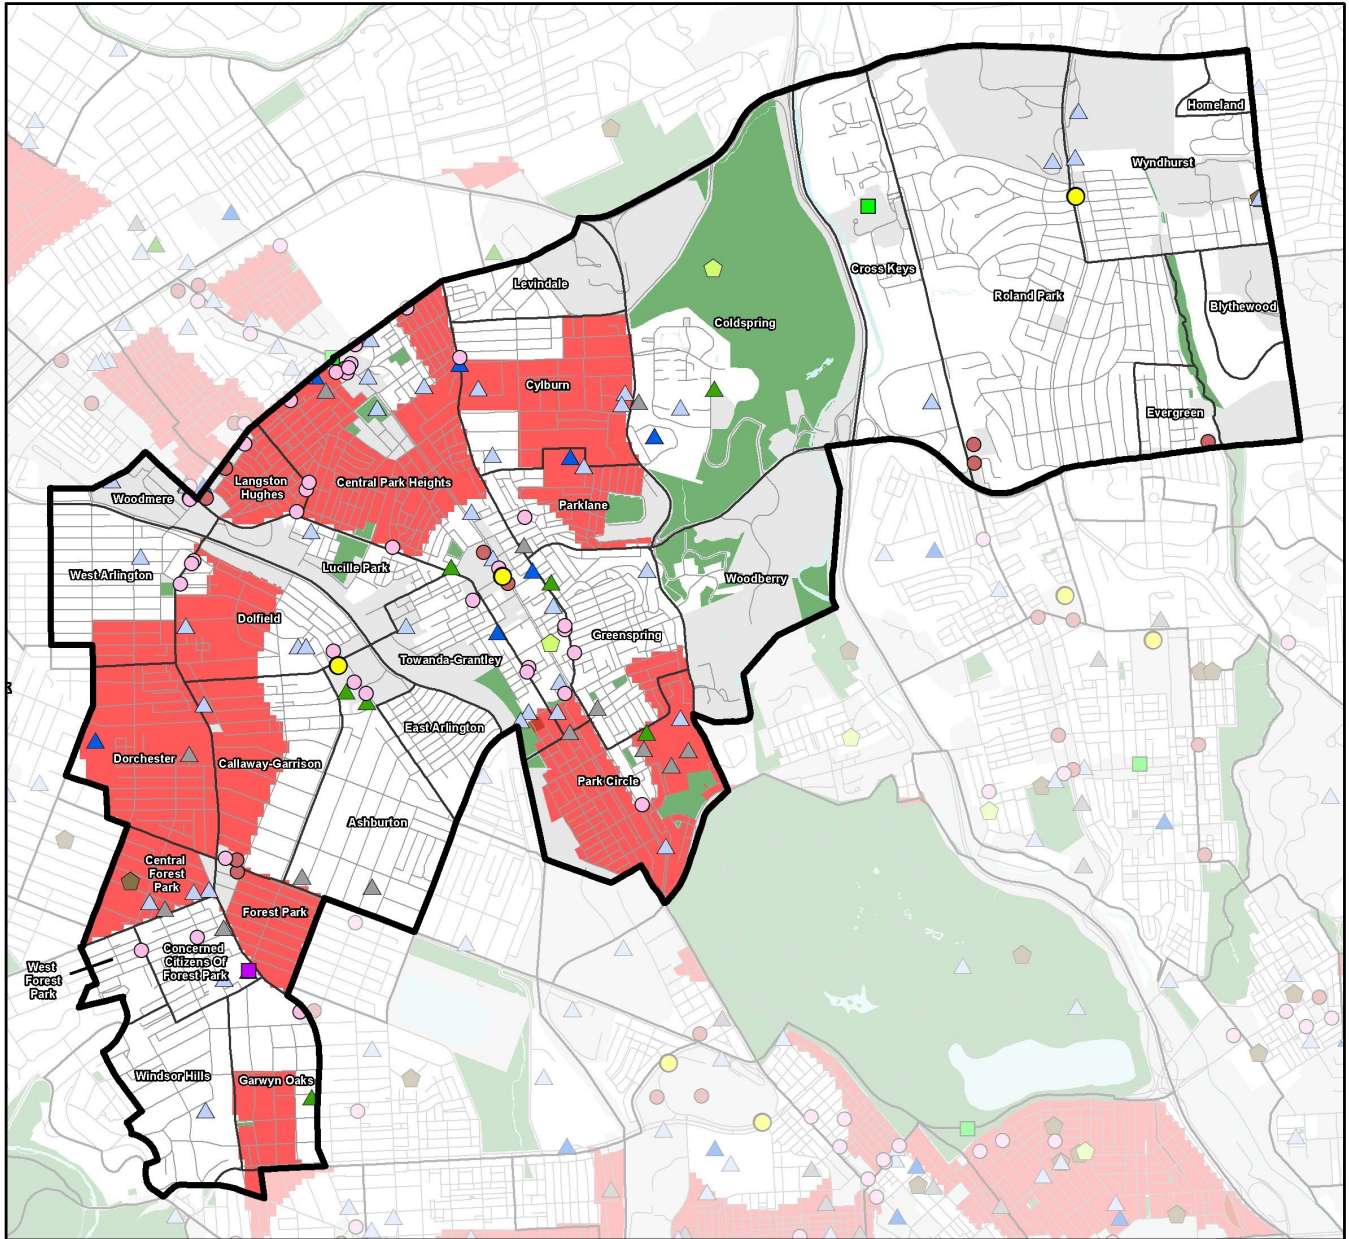 Homeland
Wyndhurst
Levindale
Cross Keys
Roland Park
Blythewood
Coldspring
Cylburn
Evergreen
Langston
Hughes
Central Park Heights
Woodmere
Parklane
West Arlington
Lucille Park
Woodberry
Dolfield
Greenspring
Towanda-Grantley
East Arlington
Dorchester
Callaway-Garrison
Park Circle
Ashburton
Central
Forest
Park
Forest Park
Concerned
Citizens Of
Forest Park
West
Forest
Park
Windsor Hills
Garwyn Oaks